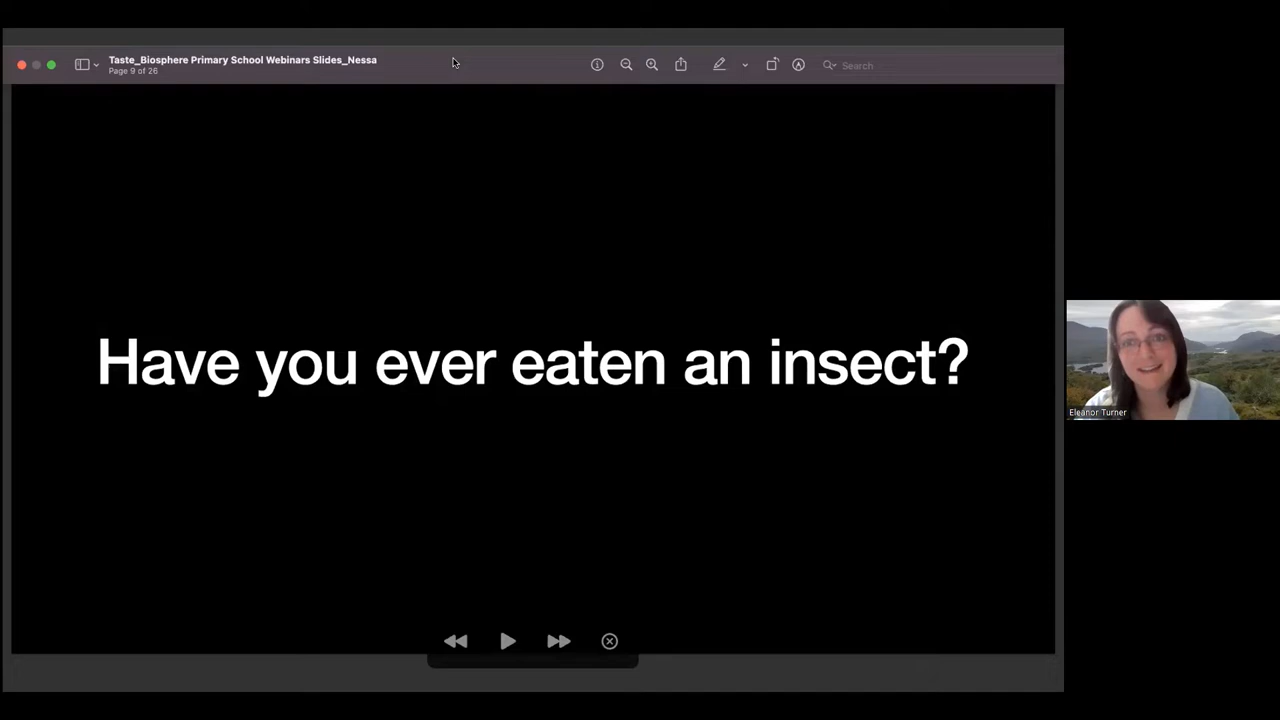 Taste_Biosphere Primary School Webinars Slides_Nessa
Page 9 of 26
Search
Have you ever eaten an insect?
Eleanor Turner